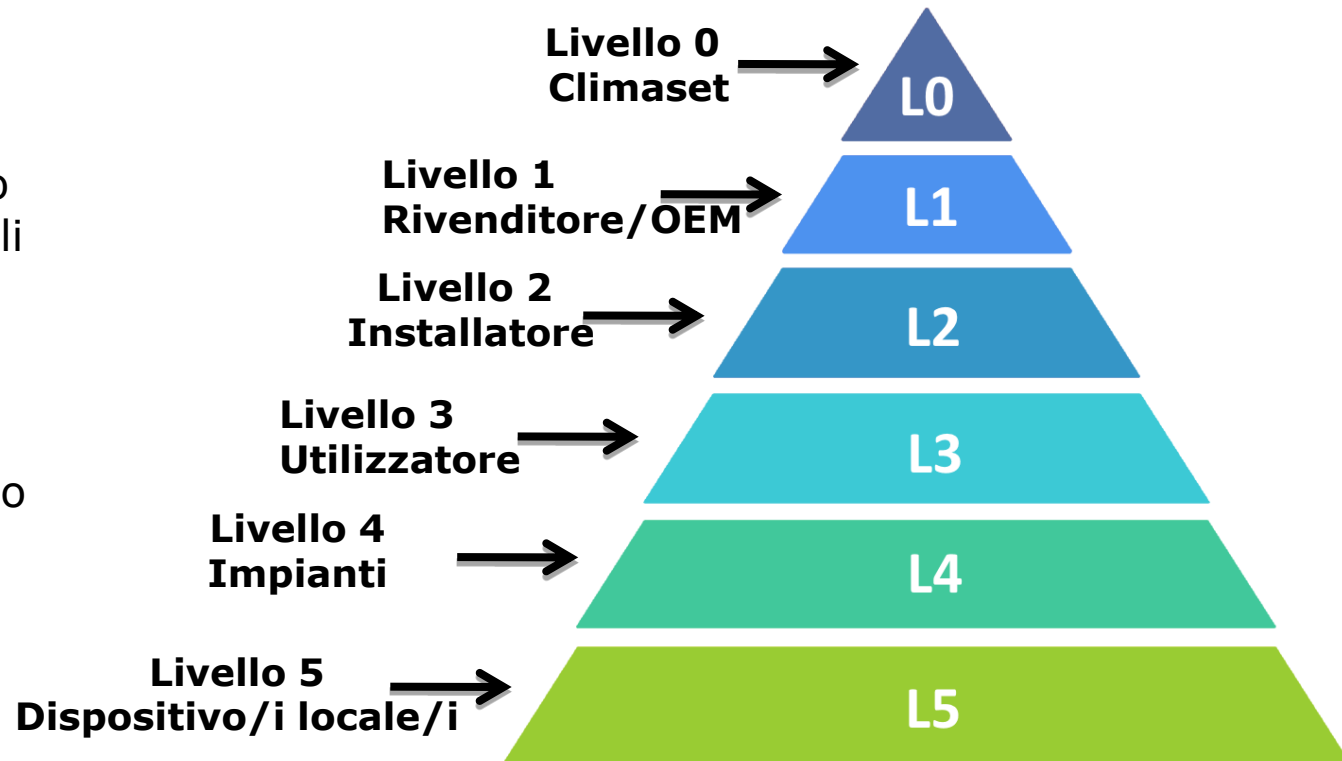 Livello 0
Climaset
L0
o
li
Livello 1
Rivenditore/OEM
L1
Livello 2
Installatore
L2
Livello 3
Utilizzatore
L3
o
Livello 4
Impianti
L4
Livello 5
Dispositivo/i locale/i
L5